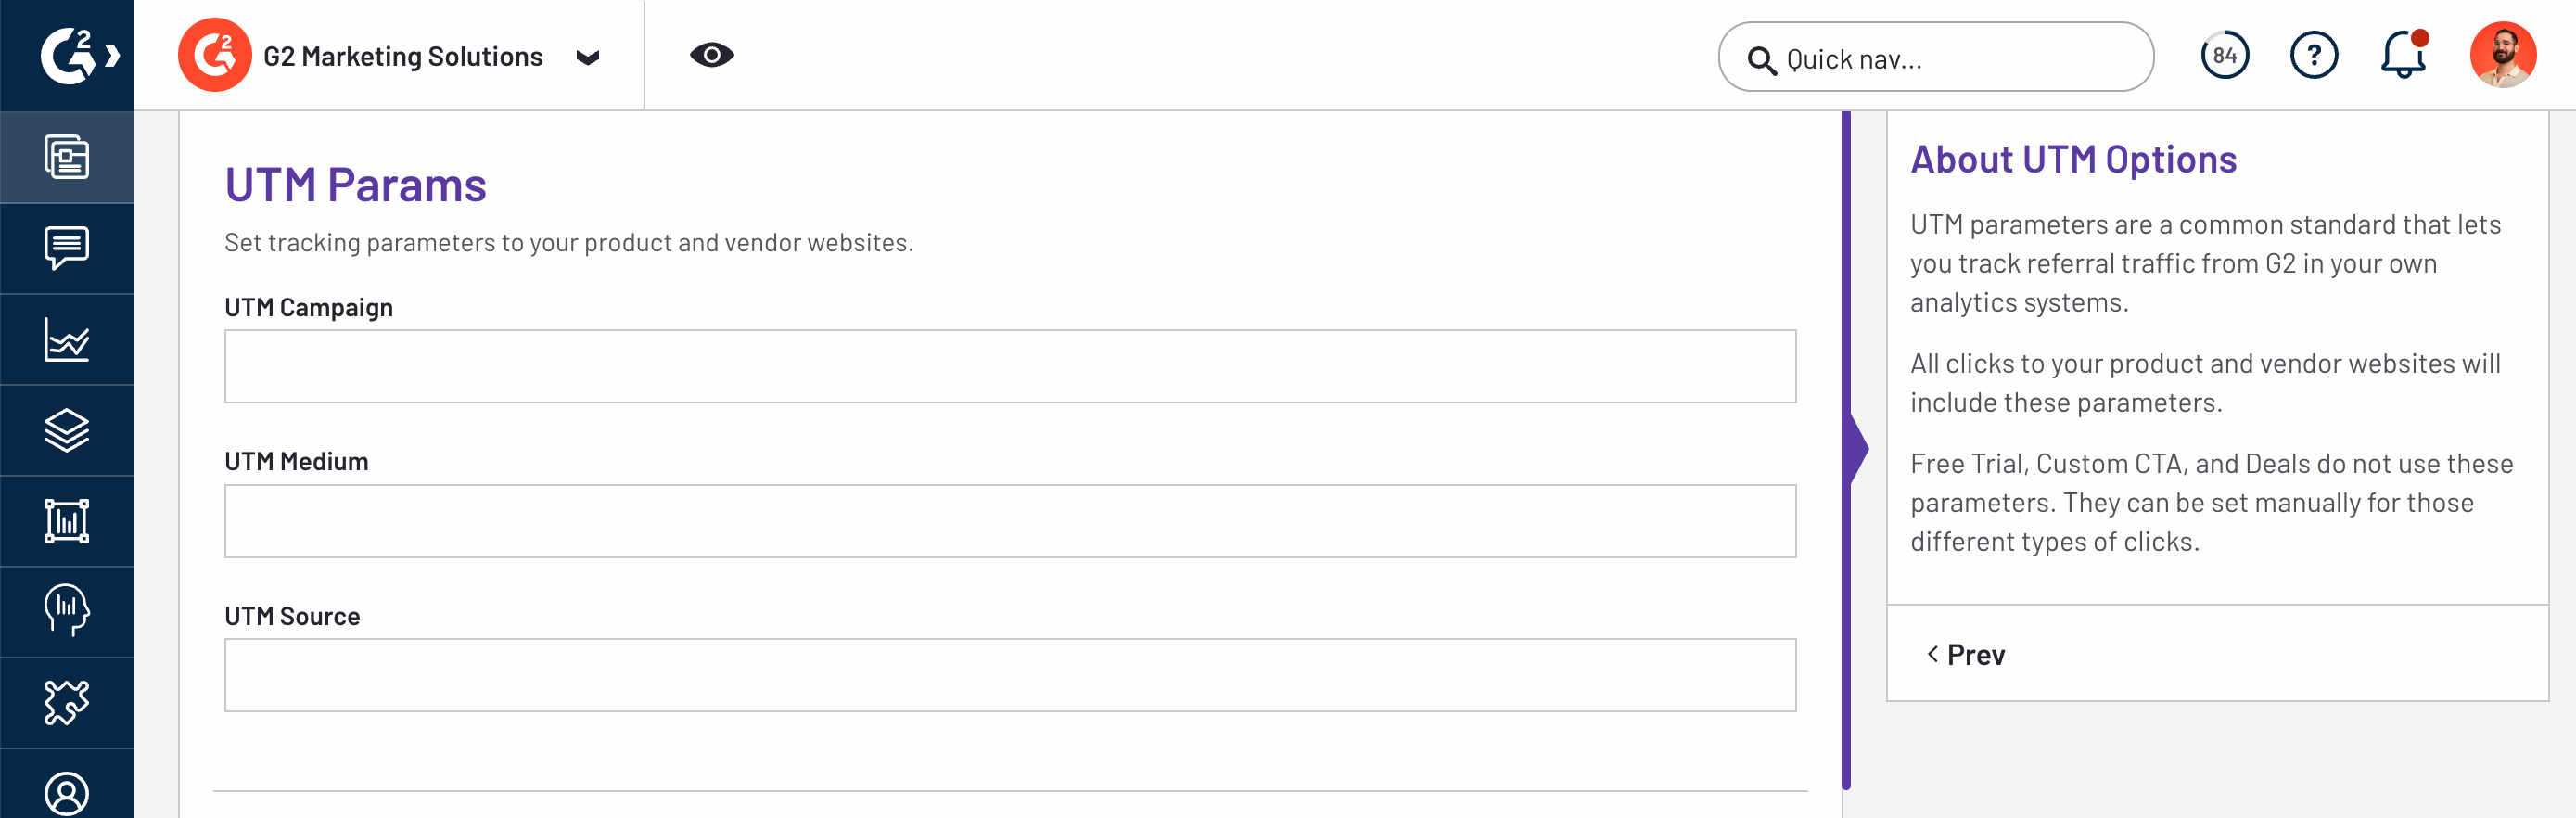 G2 Marketing Solutions
Quick nav...
84
?
UTM Params
Set tracking parameters to your product and vendor websites.
UTM Campaign
UTM Medium
UTM Source
About UTM Options
UTM parameters are a common standard that lets
you track referral traffic from G2 in your own
analytics systems.
All clicks to your product and vendor websites will
include these parameters.
Free Trial, Custom CTA, and Deals do not use these
parameters. They can be set manually for those
different types of clicks.
Prev